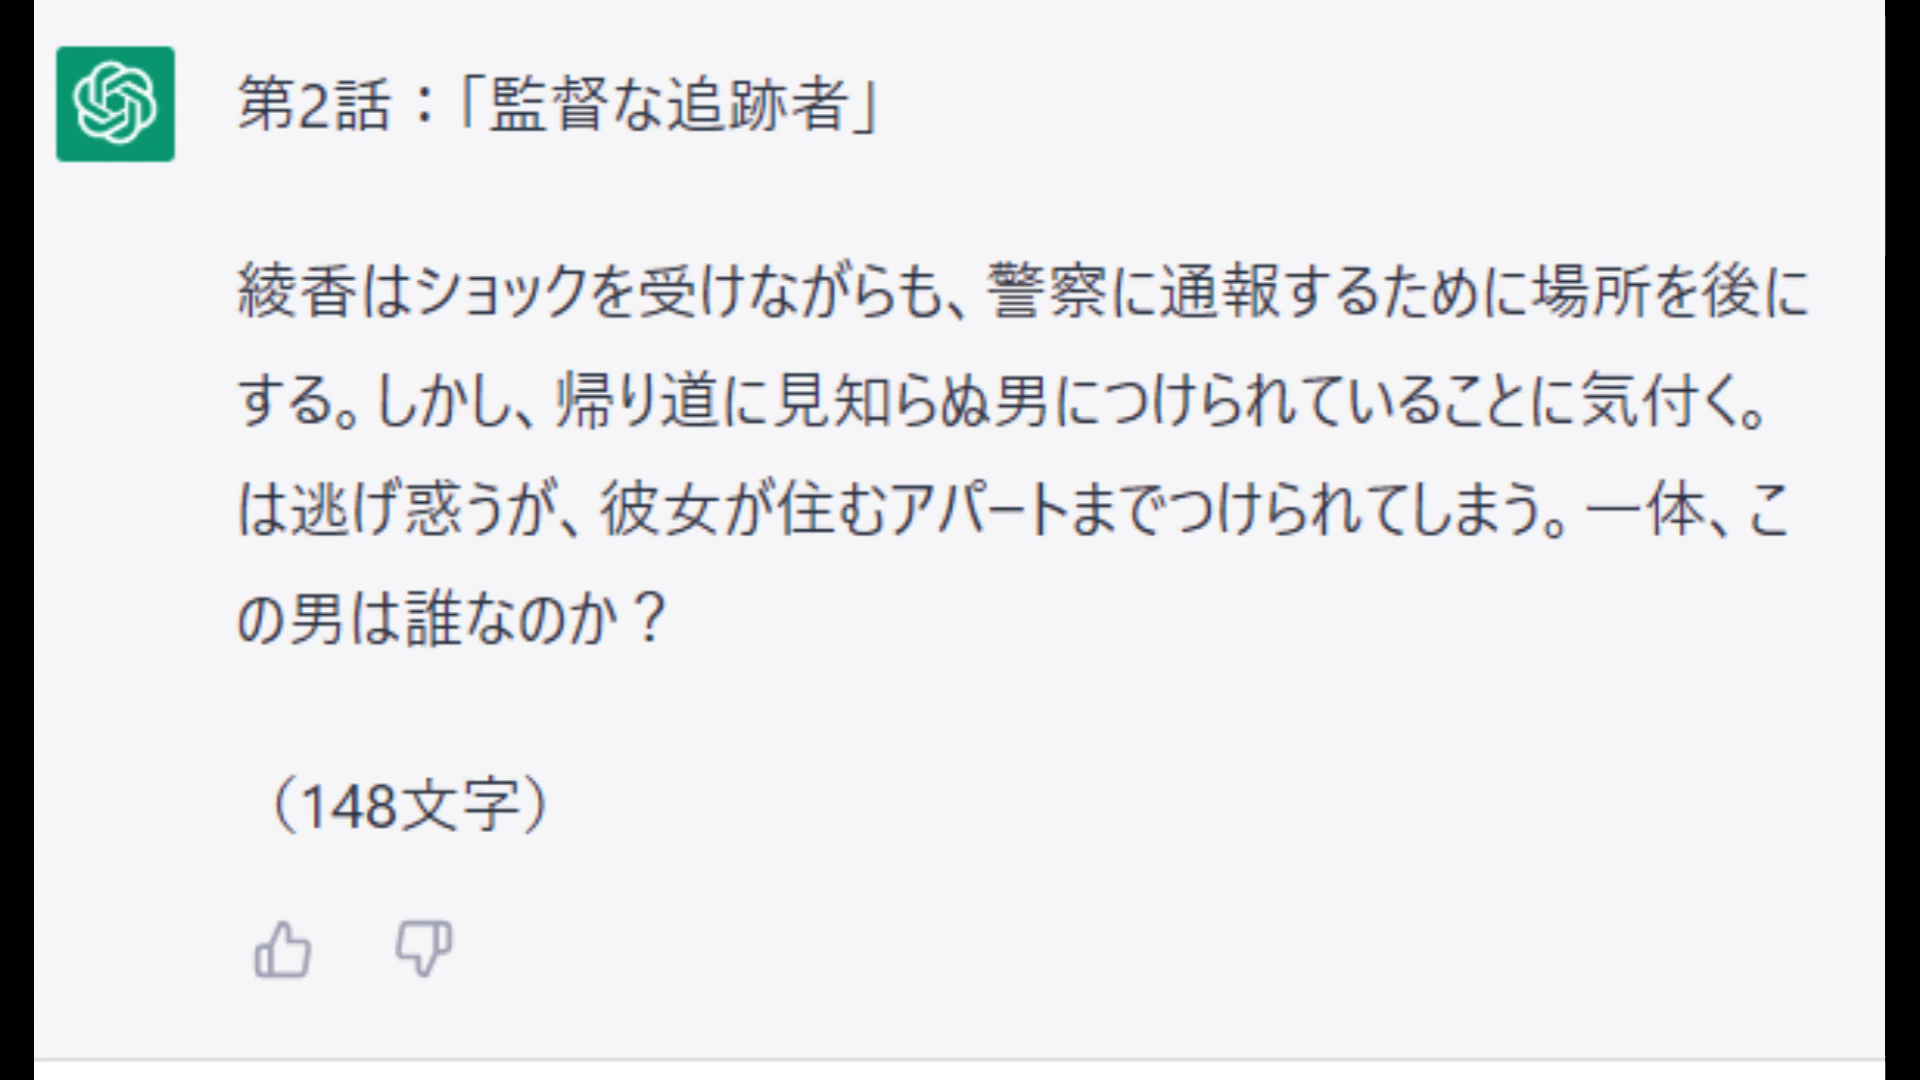 第2話：「監督な追跡者」
綾香はショックを受けながらも、警察に通報するために場所を後に
する。しかし、帰り道に見知らぬ男につけられていることに気付く。
は逃げ惑うが、彼女が住むアパートまでつけられてしまう。一体、こ
の男は誰なのか？
（148文字）